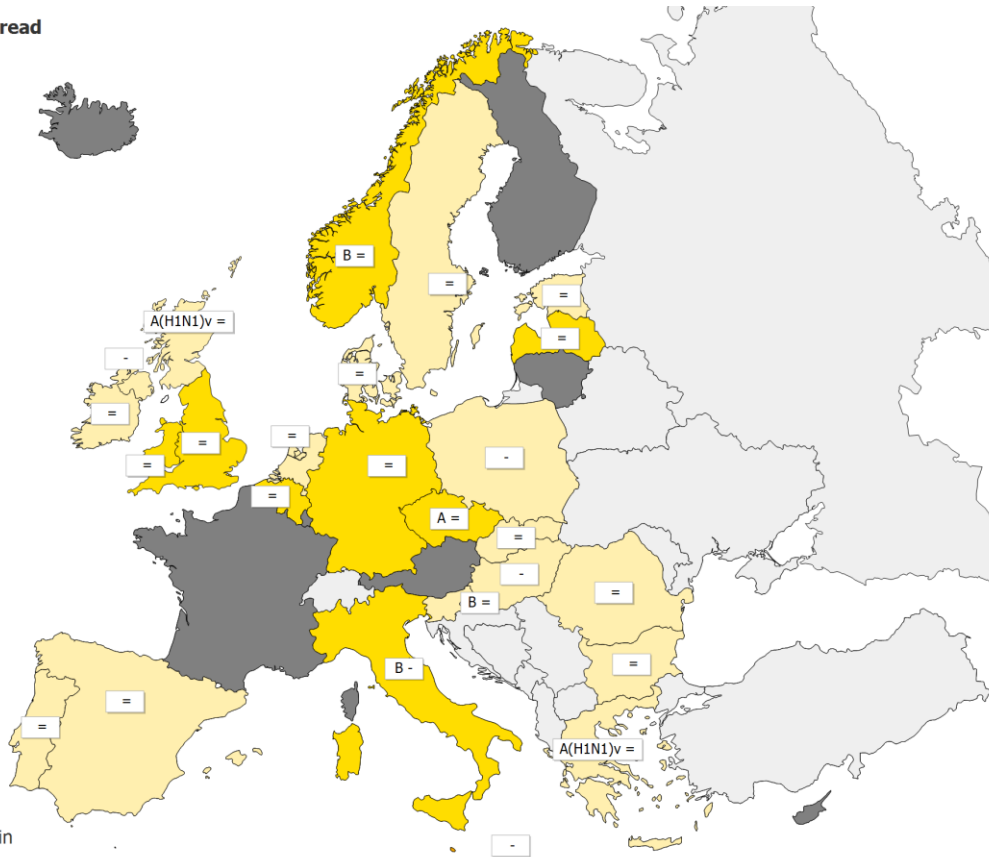 read
B =
=
=
A(H1N1)v =
=
-
=
=
=
=
=
=
-
=
A =
=
-
=
B =
=
B -
=
=
A(H1N1)v =
in
-